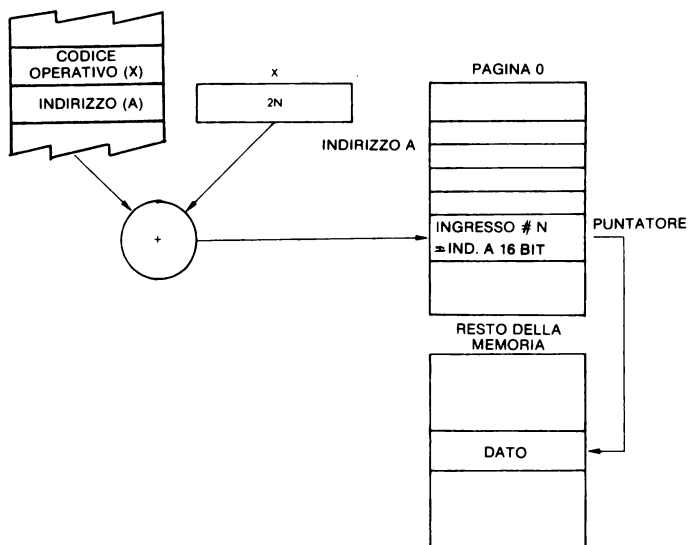 CODICE
OPERATIVO (X)
INDIRIZZO (A)
X
2N
PAGINA 0
INDIRIZZO A
+
INGRESSO # N
= IND. A 16 BIT
PUNTATORE
RESTO DELLA
MEMORIA
DATO